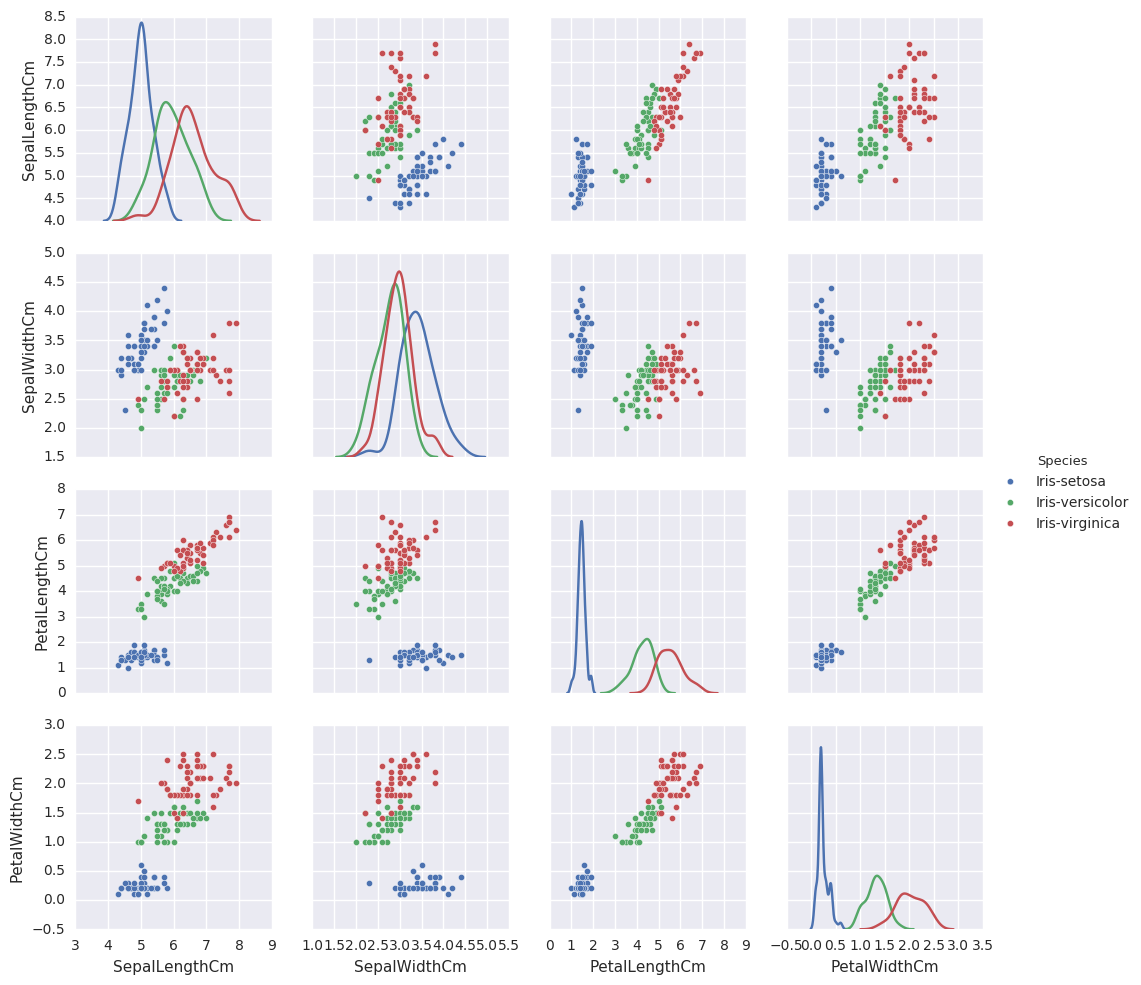 8.5
8.0
7.5
7.0
6.5
6.0
5.5
5.0
4.5
4.0
SepalLengthCm
5.0
4.5
4.0
3.5
3.0
2.5
2.0
1.5
SepalWidthCm
Species
Iris-setosa
Iris-versicolor
Iris-virginica
8
7
6
5
4
3
2
1
0
PetalLengthCm
3.0
2.5
2.0
1.5
1.0
0.5
0.0
−0.5
PetalWidthCm
3 4 5 6 7 8 9
1.0 1.5 2.0 2.5 3.0 3.5 4.0 4.5 5.0 5.5
0 1 2 3 4 5 6 7 8 9
−0.5 0.0 0.5 1.0 1.5 2.0 2.5 3.0 3.5
SepalLengthCm
SepalWidthCm
PetalLengthCm
PetalWidthCm